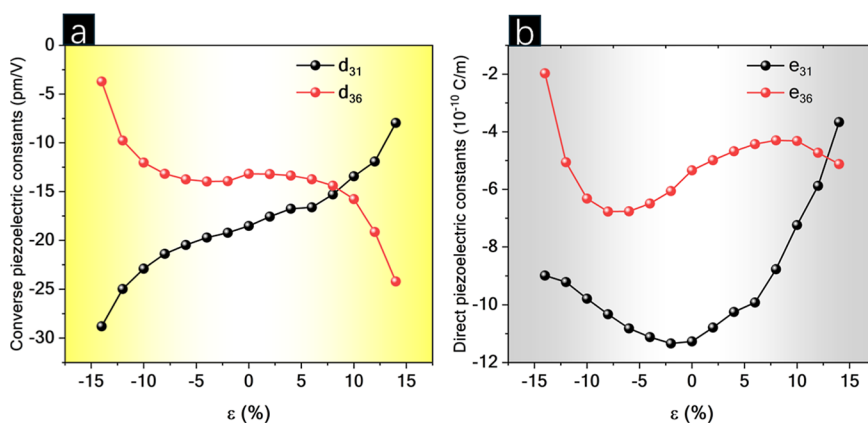 a
Converse piezoelectric constants (pm/V)
0
-5
-10
-15
-20
-25
-30
d31
d36
-15 -10 -5 0 5 10 15
ε (%)
b
Direct piezoelectric constants (10-10 C/m)
-2
-4
-6
-8
-10
-12
e31
e36
-15 -10 -5 0 5 10 15
ε (%)